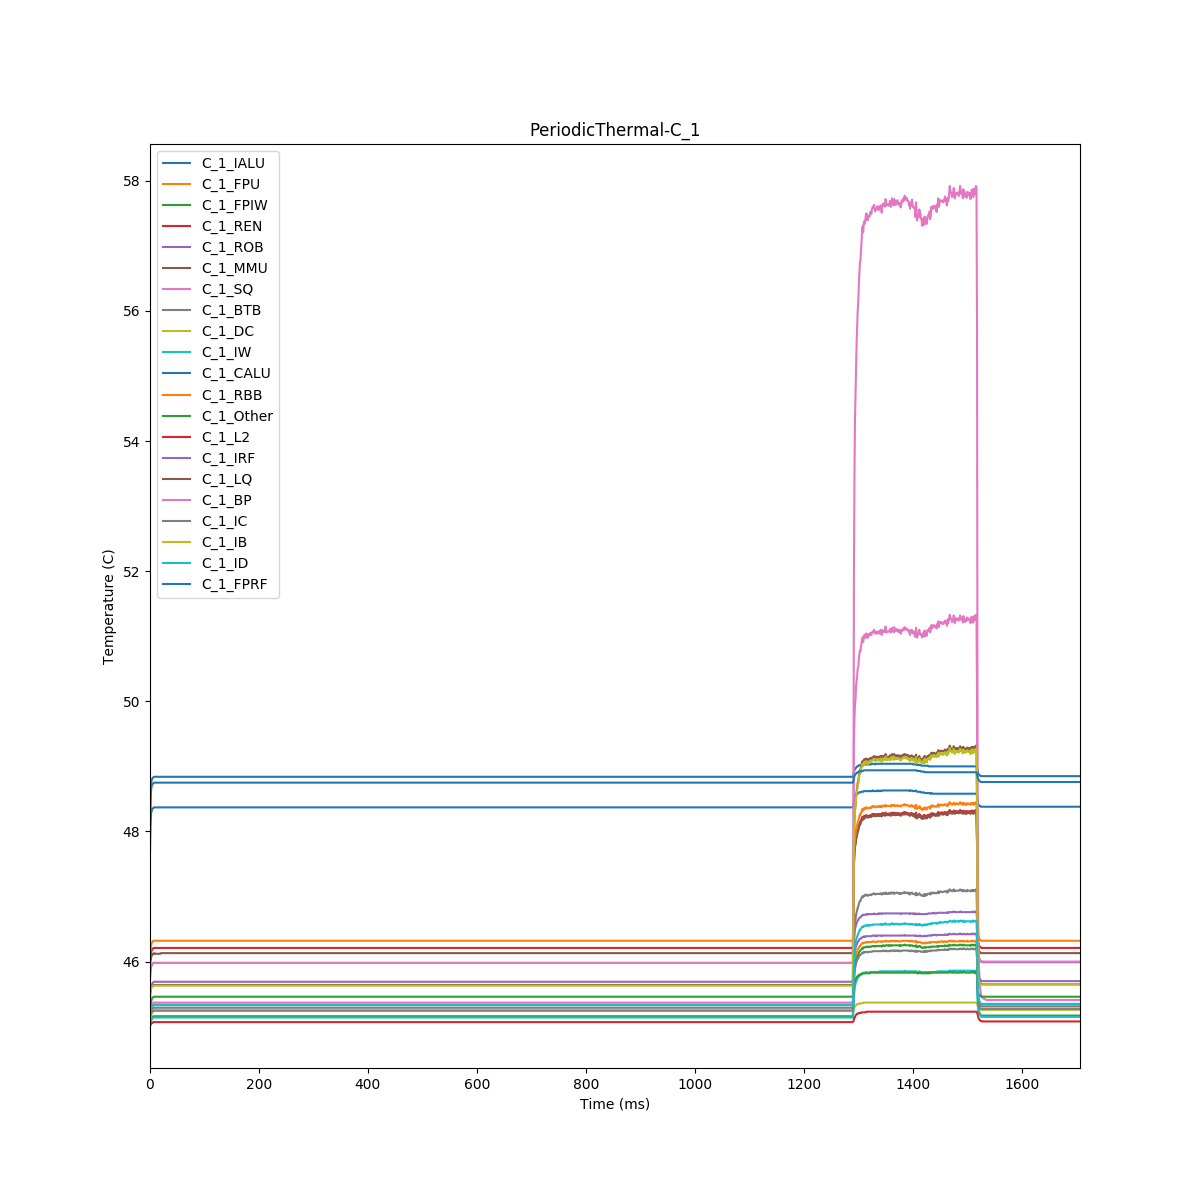 PeriodicThermal-C_1
C_1_IALU
C_1_FPU
C_1_FPIW
C_1_REN
C_1_ROB
C_1_MMU
C_1_SQ
C_1_BTB
C_1_DC
C_1_IW
C_1_CALU
C_1_RBB
C_1_Other
C_1_L2
C_1_IRF
C_1_LQ
C_1_BP
C_1_IC
C_1_IB
C_1_ID
C_1_FPRF
58
56
54
52
50
48
46
Temperature (C)
0 200 400 600 800 1000 1200 1400 1600
Time (ms)